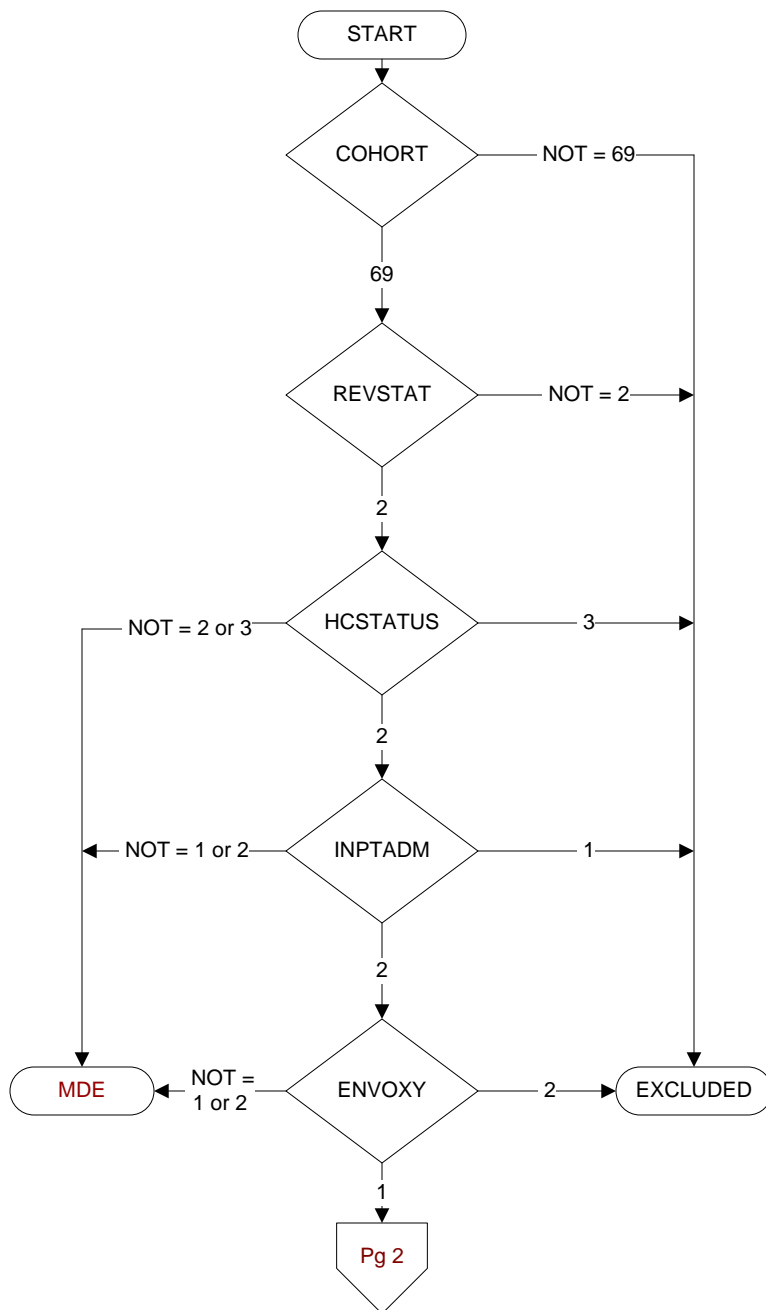 START
COHORT
NOT = 69
69
REVSTAT
NOT = 2
2
NOT = 2 or 3
HCSTATUS
3
2
NOT = 1 or 2
INPTADM
1
2
MDE
NOT =
1 or 2
ENVOXY
2
EXCLUDED
1
Pg 2